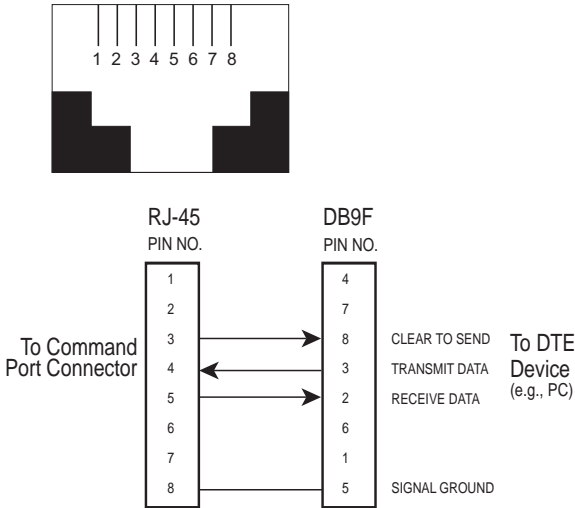 1 2 3 4 5 6 7 8
RJ-45 DB9F
PIN NO. PIN NO.
1 4
2 7
3 8 CLEAR TO SEND
4 3 TRANSMIT DATA
5 2 RECEIVE DATA
6 6
7 1
8 5 SIGNAL GROUND
To Command
Port Connector
To DTE
Device
(e.g., PC)